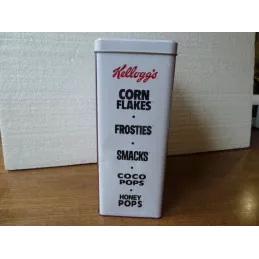 Kellogg's
CORN
FLAKES
•
FROSTIES
•
SMACKS
•
COCO
POPS
•
HONEY
POPS